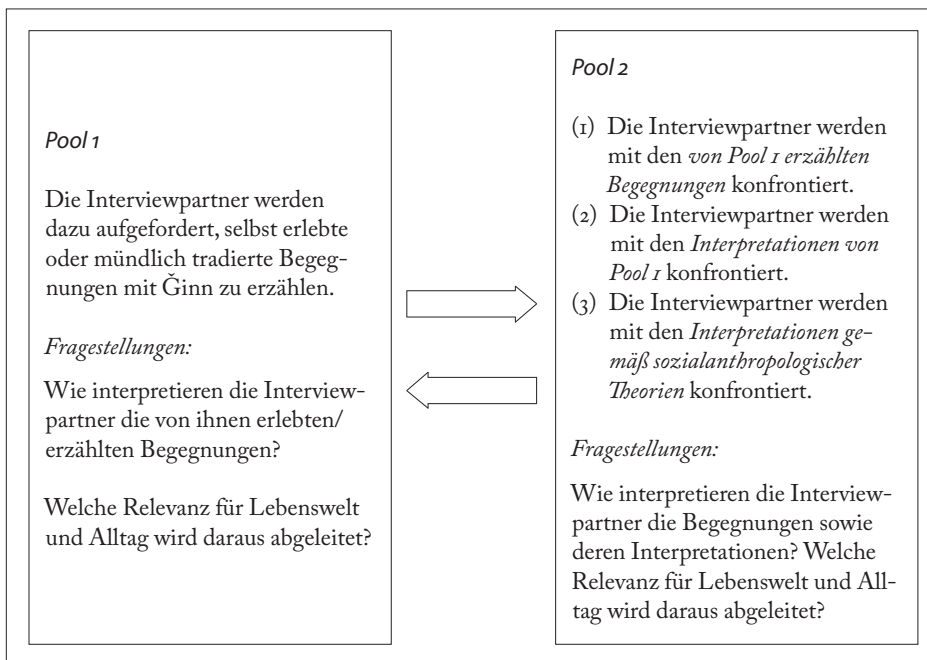 Pool 1
Die Interviewpartner werden
dazu aufgefordert, selbst erlebte
oder mündlich tradierte Begeg-
nungen mit Ǧinn zu erzählen.
Fragestellungen:
Wie interpretieren die Interview-
partner die von ihnen erlebten/
erzählten Begegnungen?
Welche Relevanz für Lebenswelt
und Alltag wird daraus abgeleitet?
Pool 2
(1) Die Interviewpartner werden
mit den von Pool 1 erzählten
Begegnungen konfrontiert.
(2) Die Interviewpartner werden
mit den Interpretationen von
Pool 1 konfrontiert.
(3) Die Interviewpartner werden
mit den Interpretationen ge-
mäß sozialanthropologischer
Theorien konfrontiert.
Fragestellungen:
Wie interpretieren die Interview-
partner die Begegnungen sowie
deren Interpretationen? Welche
Relevanz für Lebenswelt und All-
tag wird daraus abgeleitet?